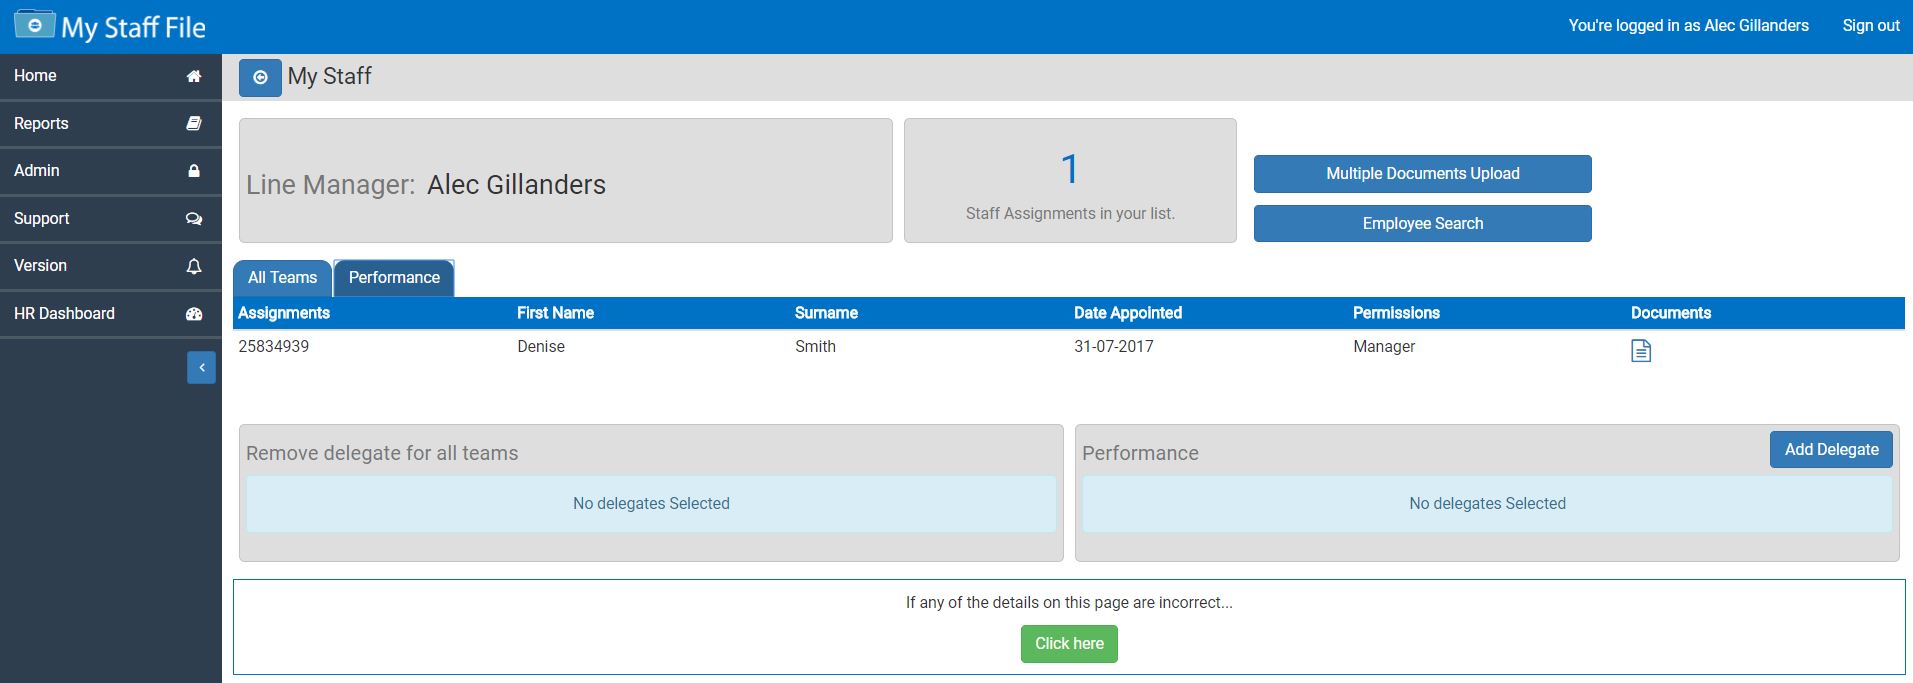 My Staff File
You're logged in as Alec Gillanders
Sign out
Home
Reports
Admin
Support
Version
HR Dashboard
My Staff
Line Manager: Alec Gillanders
1
Staff Assignments in your list.
Multiple Documents Upload
Employee Search
All Teams
Performance
Assignments First Name Surname Date Appointed Permissions Documents
25834939 Denise Smith 31-07-2017 Manager
Remove delegate for all teams
No delegates Selected
Performance
Add Delegate
No delegates Selected
If any of the details on this page are incorrect...
Click here